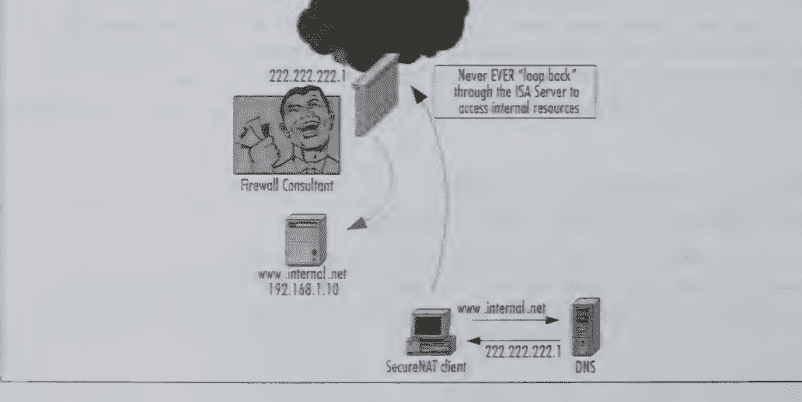 222.222.222.1
Never EVER "loop back"
through the ISA Server to
access internal resources
Firewall Consultant
www.internal.net
192.168.1.10
www.internal.net
222.222.222.1
SecureNAT client
DNS